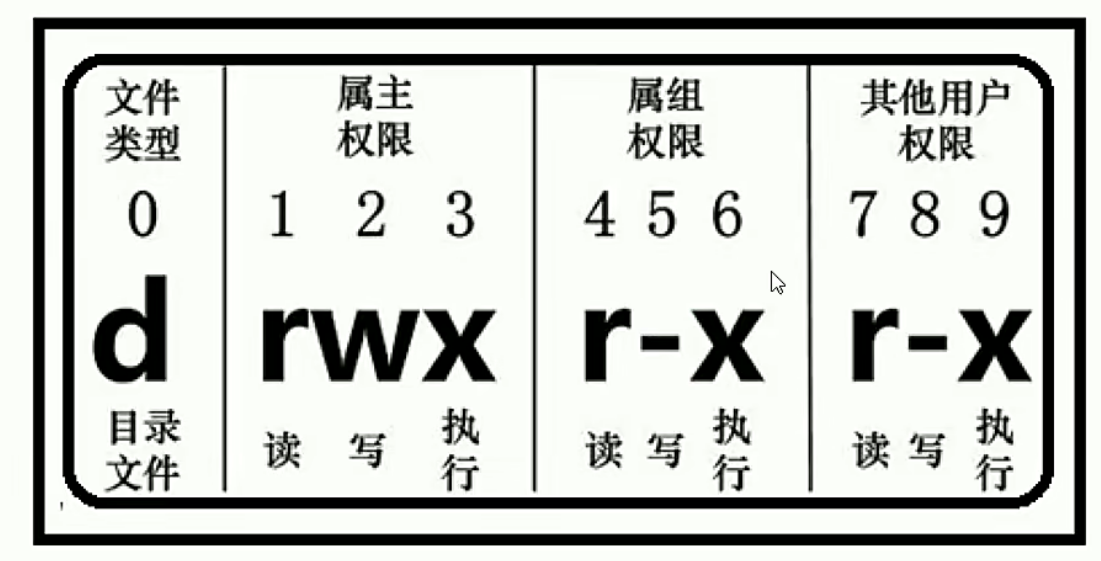 文件 属主 属组 其他用户
类型 权限 权限 权限
0 1 2 3 4 5 6 7 8 9
d rwx r-x r-x
目录 读 写 执 读 写 执 读 写 执
文件 行 行 行